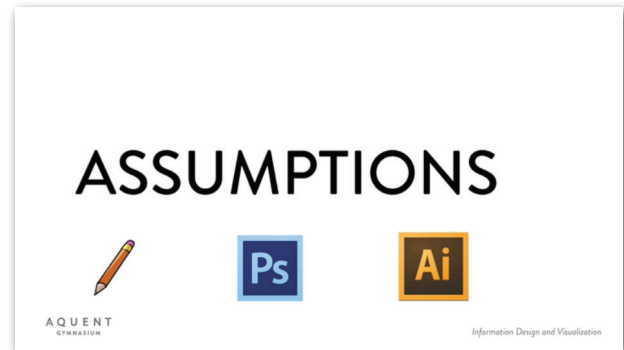 ASSUMPTIONS
Ps
Ai
AQUENT
GYMNASIUM
Information Design and Visualization